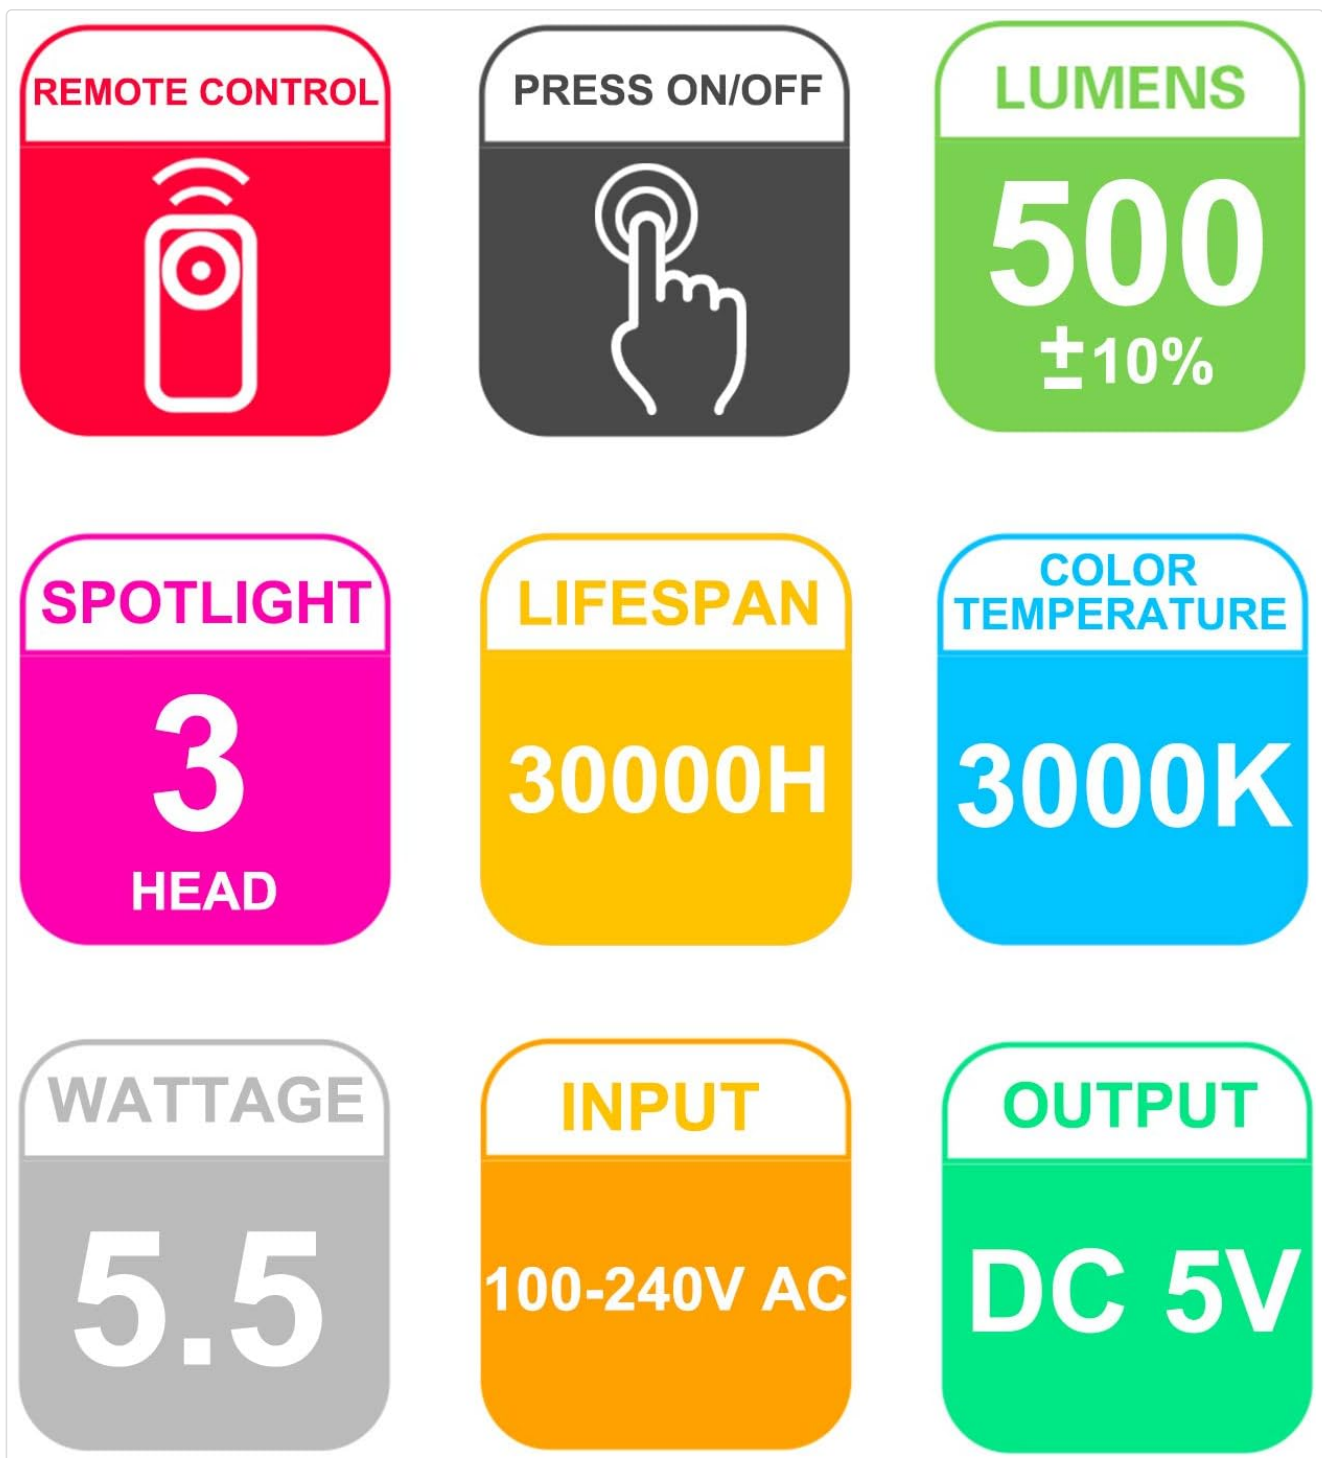 REMOTE CONTROL
PRESS ON/OFF
LUMENS
500
±10%
SPOTLIGHT
3
HEAD
LIFESPAN
30000H
COLOR
TEMPERATURE
3000K
WATTAGE
5.5
INPUT
100-240V AC
OUTPUT
DC 5V